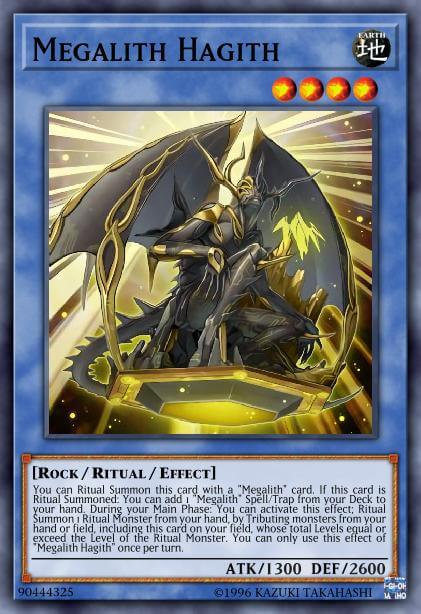 MEGALITH HAGITH
EARTH
地
[ROCK / RITUAL / EFFECT]
You can Ritual Summon this card with a "Megalith" card. If this card is
Ritual Summoned: You can add 1 "Megalith" Spell/Trap from your Deck to
your hand. During your Main Phase: You can activate this effect; Ritual
Summon 1 Ritual Monster from your hand, by Tributing monsters from your
hand or field, including this card on your field, whose total Levels equal or
exceed the Level of the Ritual Monster. You can only use this effect of
"Megalith Hagith" once per turn.
ATK/1300 DEF/2600
90444325
©1996 KAZUKI TAKAHASHI